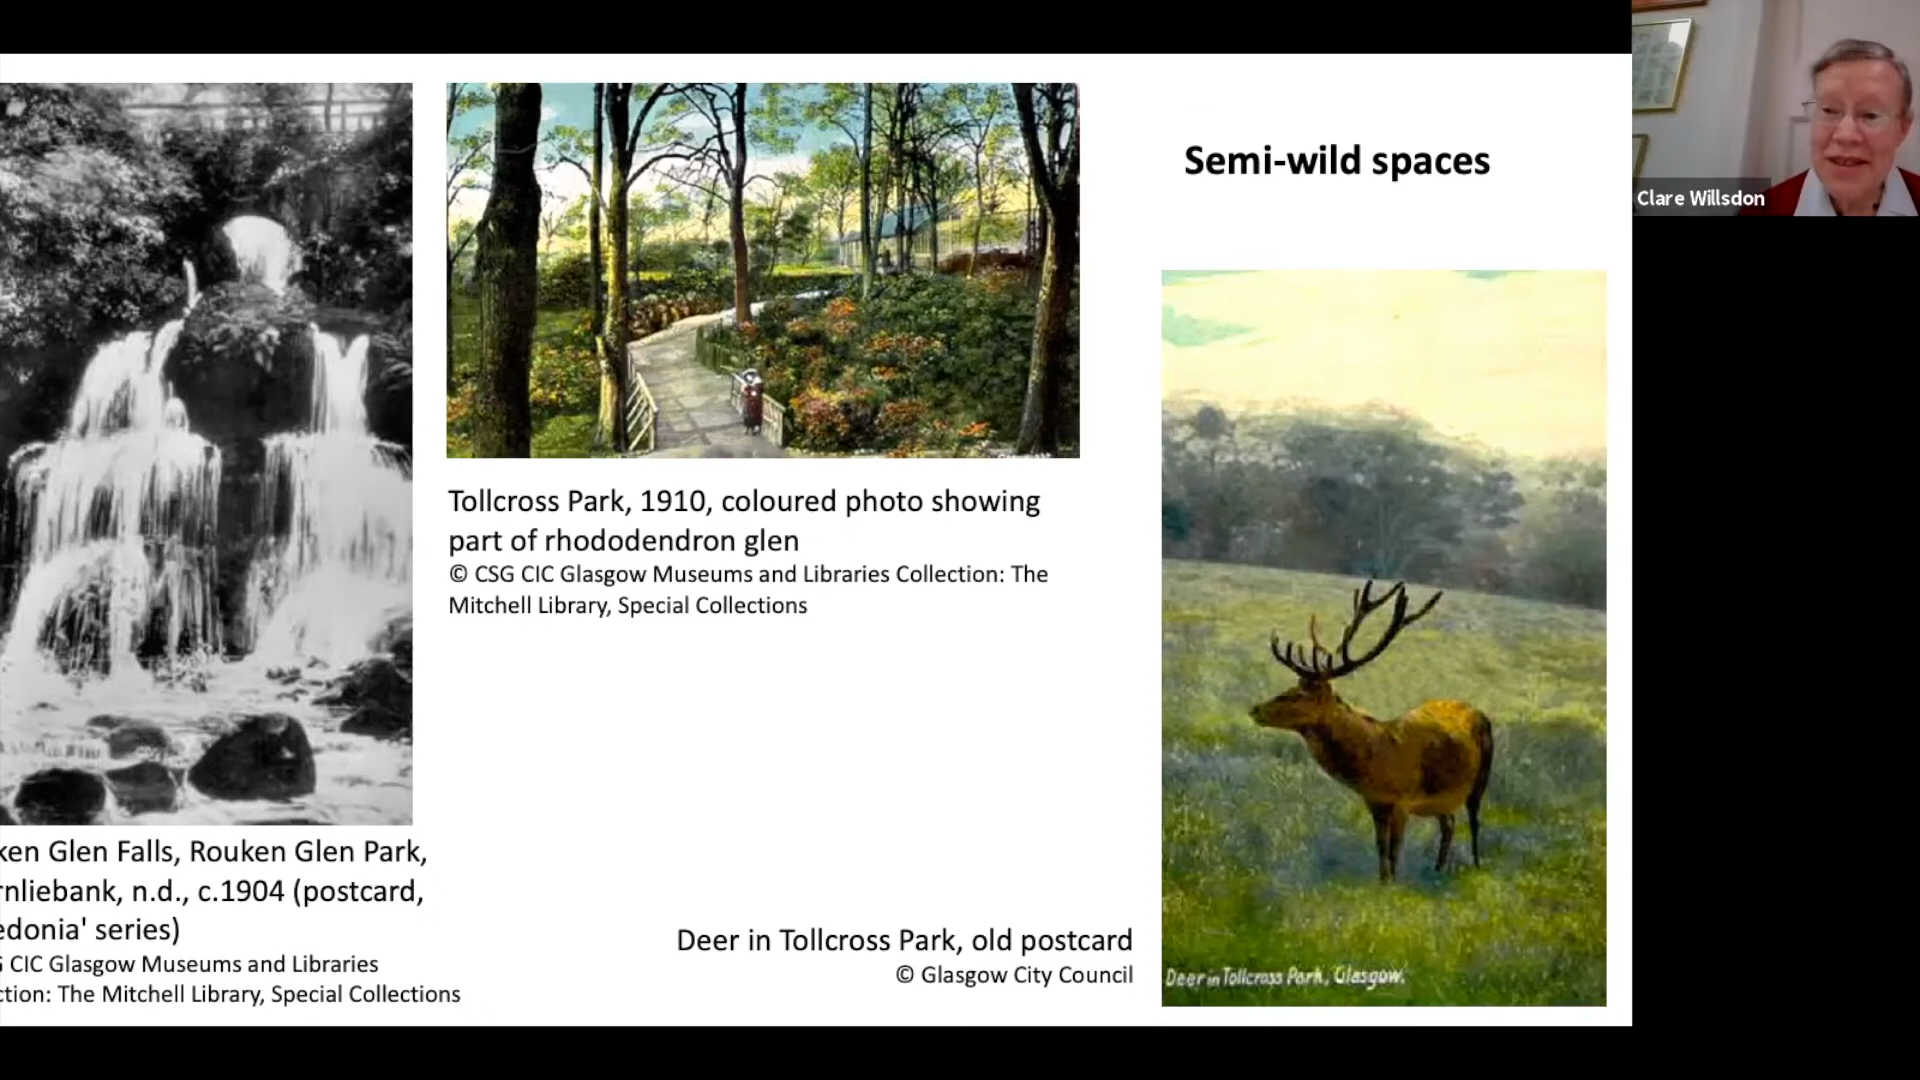 Semi-wild spaces
Clare Willsdon
Tollcross Park, 1910, coloured photo showing
part of rhododendron glen
© CSG CIC Glasgow Museums and Libraries Collection: The
Mitchell Library, Special Collections
ken Glen Falls, Rouken Glen Park,
rnliebank, n.d., c.1904 (postcard,
edonia' series)
G CIC Glasgow Museums and Libraries
ction: The Mitchell Library, Special Collections
Deer in Tollcross Park, old postcard
© Glasgow City Council
Deer in Tollcross Park, Glasgow.